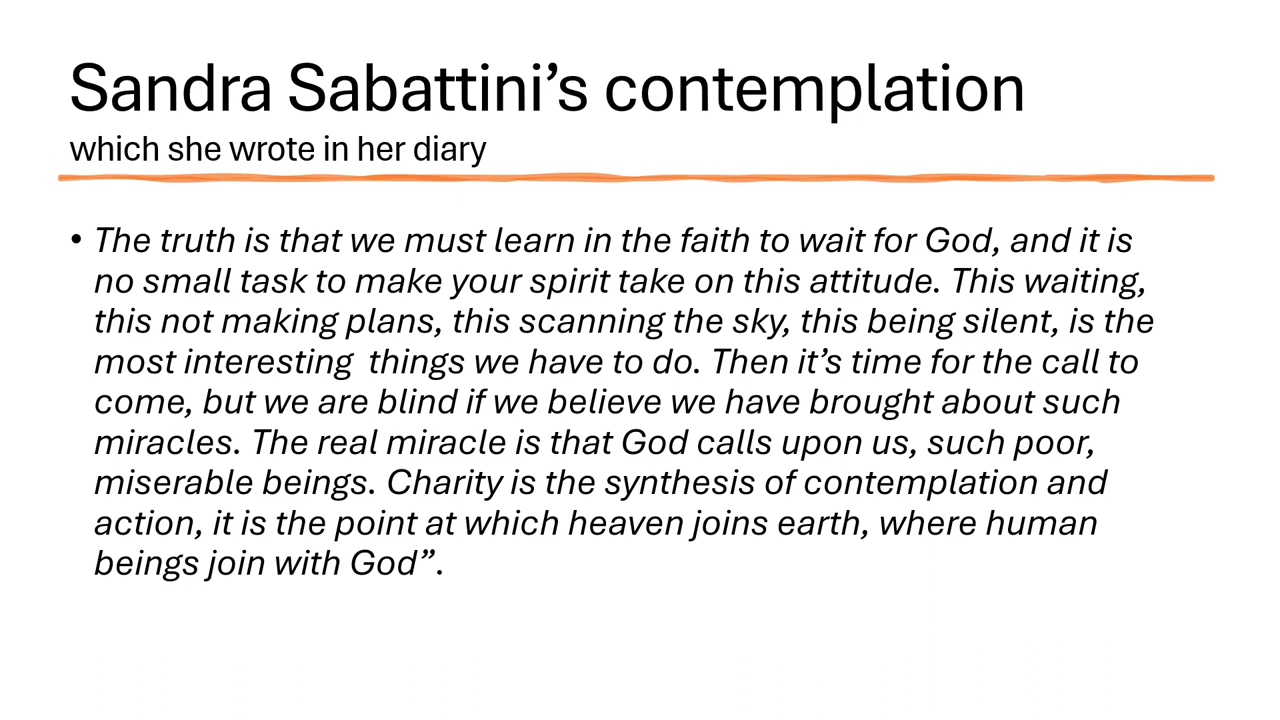 Sandra Sabattini’s contemplation
which she wrote in her diary
• The truth is that we must learn in the faith to wait for God, and it is
no small task to make your spirit take on this attitude. This waiting,
this not making plans, this scanning the sky, this being silent, is the
most interesting  things we have to do. Then it’s time for the call to
come, but we are blind if we believe we have brought about such
miracles. The real miracle is that God calls upon us, such poor,
miserable beings. Charity is the synthesis of contemplation and
action, it is the point at which heaven joins earth, where human
beings join with God”.